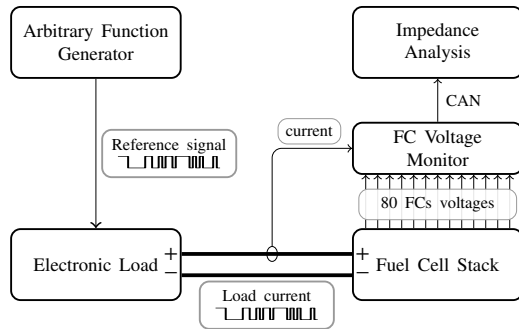 Arbitrary Function
Generator
Impedance
Analysis
CAN
Reference signal
current
FC Voltage
Monitor
80 FCs voltages
Electronic Load
+
−
+
−
Fuel Cell Stack
Load current